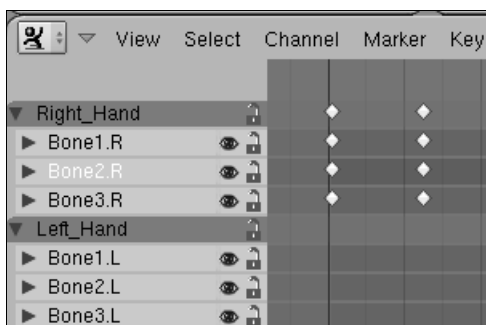 View Select Channel Marker Key
Right_Hand
Bone1.R
Bone2.R
Bone3.R
Left_Hand
Bone1.L
Bone2.L
Bone3.L